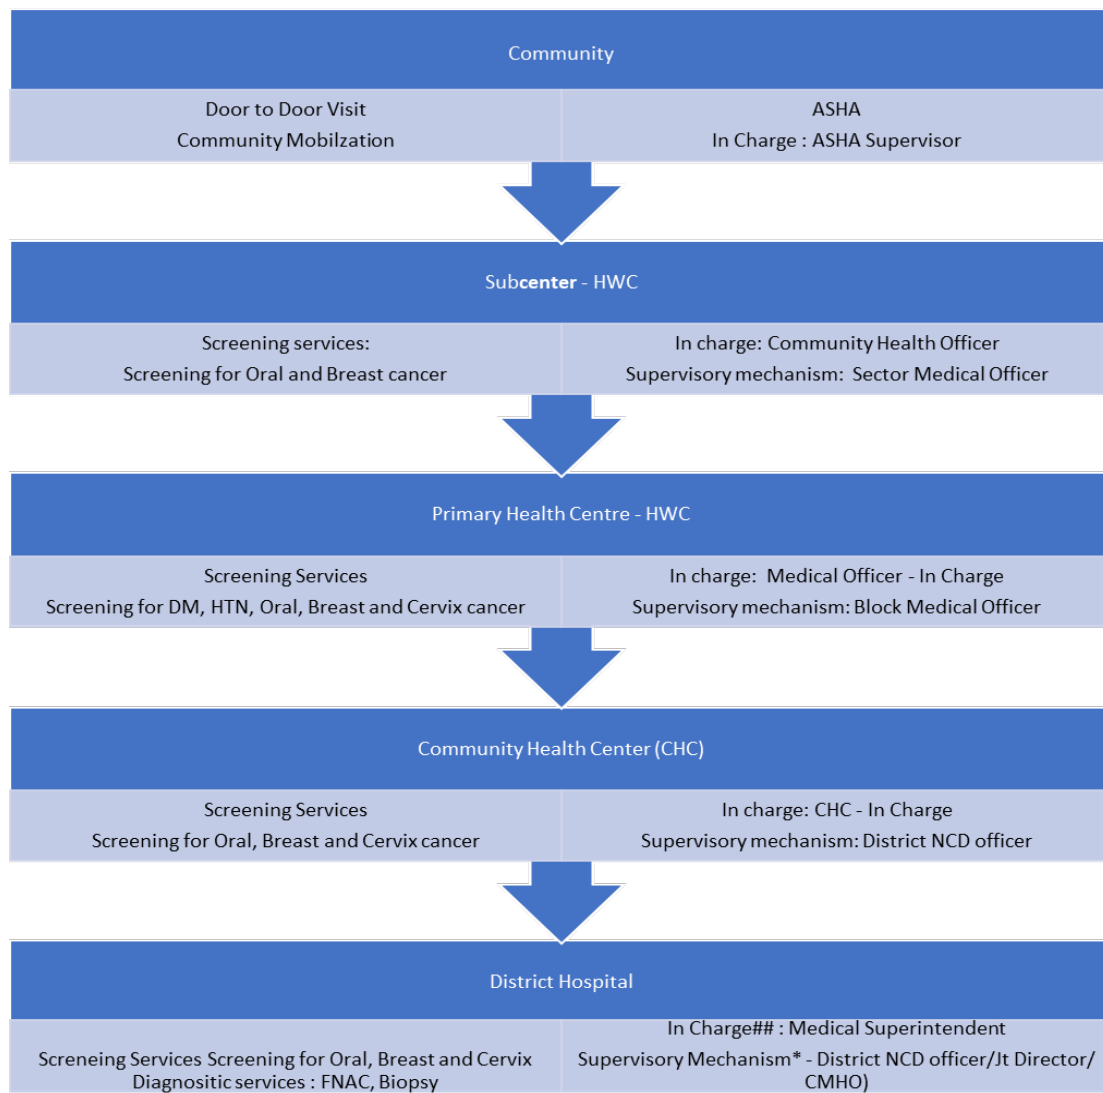 Community
Door to Door Visit
Community Mobilzation
ASHA
In Charge : ASHA Supervisor
Subcenter - HWC
Screening services:
Screening for Oral and Breast cancer
In charge: Community Health Officer
Supervisory mechanism:  Sector Medical Officer
Primary Health Centre - HWC
Screening Services
Screening for DM, HTN, Oral, Breast and Cervix cancer
In charge:  Medical Officer - In Charge
Supervisory mechanism: Block Medical Officer
Community Health Center (CHC)
Screening Services
Screening for Oral, Breast and Cervix cancer
In charge: CHC - In Charge
Supervisory mechanism: District NCD officer
District Hospital
Screneing Services Screening for Oral, Breast and Cervix
Diagnositic services : FNAC, Biopsy
In Charge## : Medical Superintendent
Supervisory Mechanism* - District NCD officer/Jt Director/
CMHO)